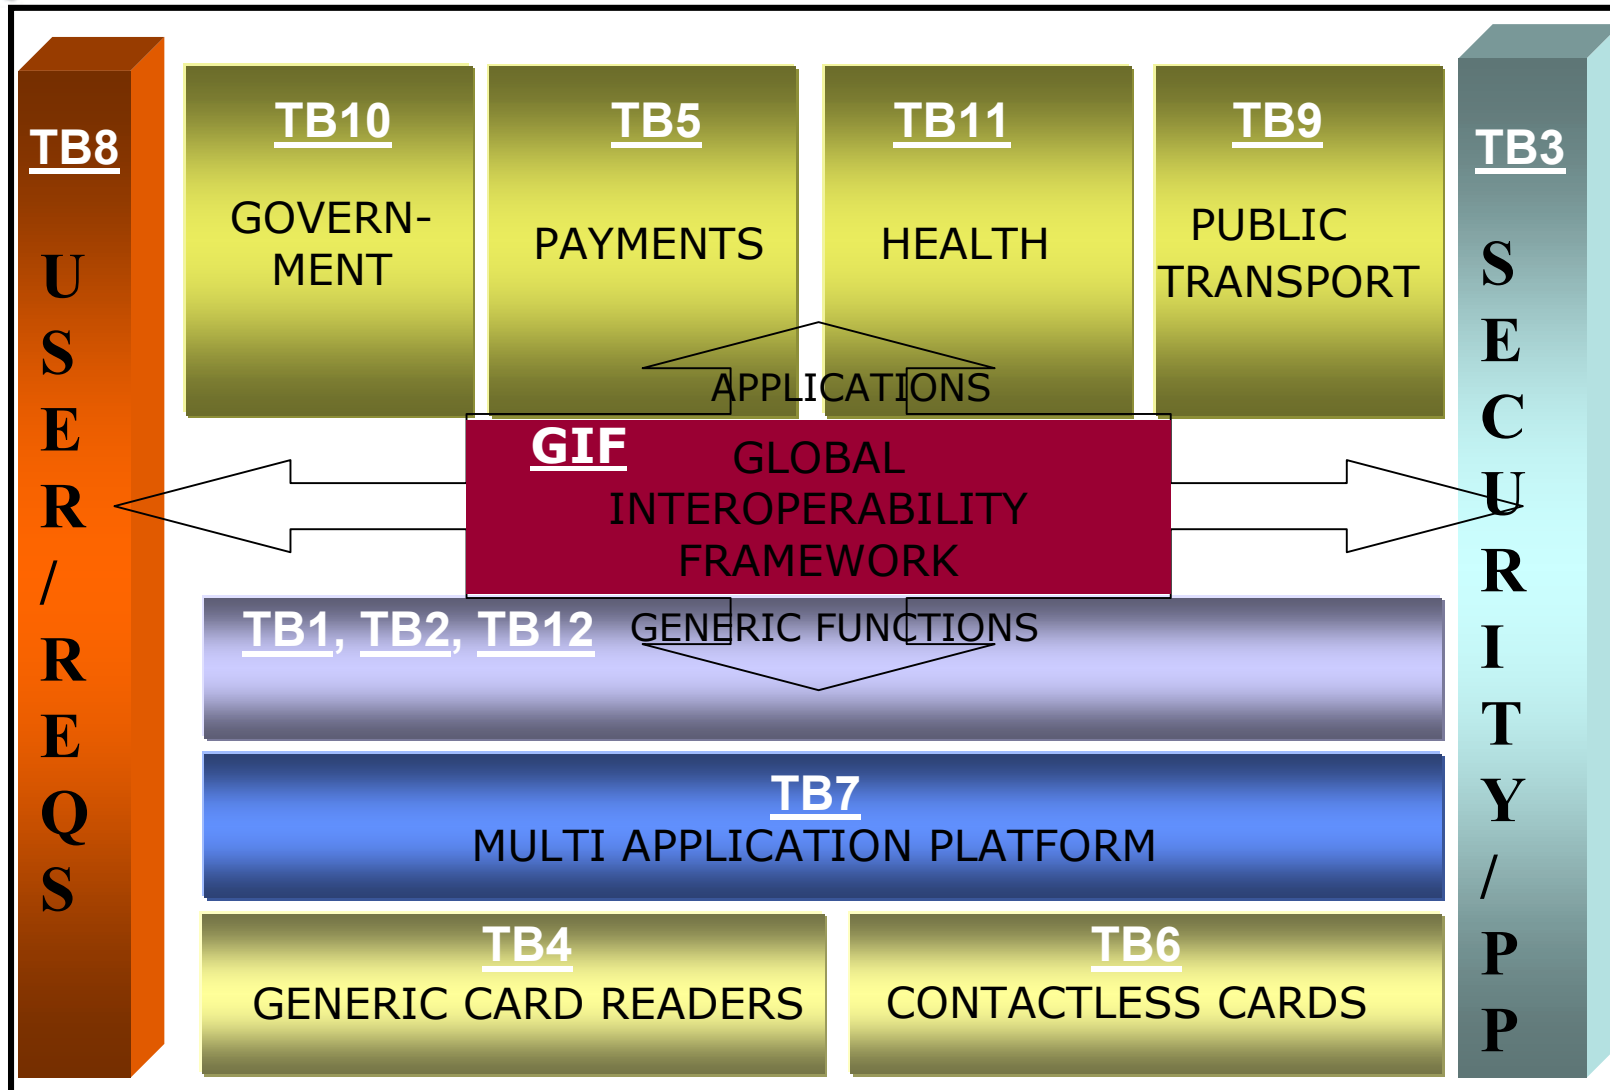 TB8
U
S
E
R
/
R
E
Q
S
TB10
GOVERN-
MENT
TB5
PAYMENTS
TB11
HEALTH
TB9
PUBLIC
TRANSPORT
APPLICATIONS
GIF
GLOBAL
INTEROPERABILITY
FRAMEWORK
TB1, TB2, TB12
GENERIC FUNCTIONS
TB7
MULTI APPLICATION PLATFORM
TB4
GENERIC CARD READERS
TB6
CONTACTLESS CARDS
TB3
S
E
C
U
R
I
T
Y
/
P
P